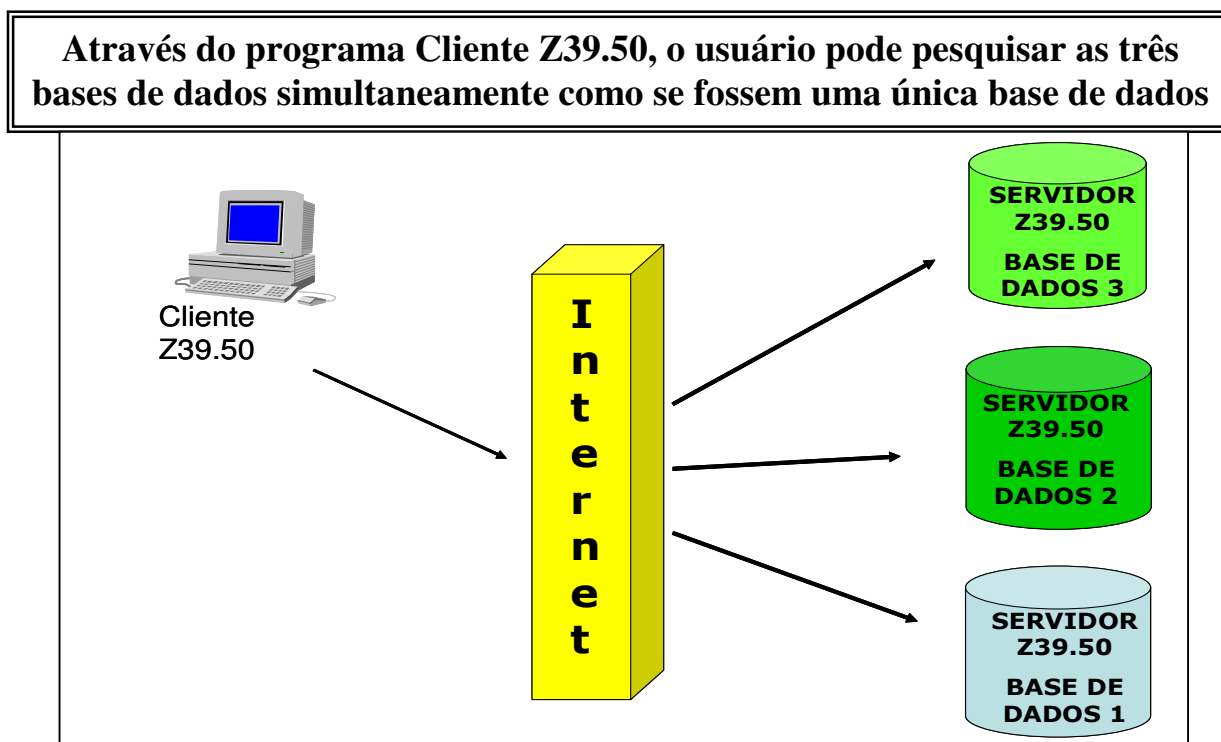 Através do programa Cliente Z39.50, o usuário pode pesquisar as três
bases de dados simultaneamente como se fossem uma única base de dados
Cliente
Z39.50
Internet
SERVIDOR
Z39.50
BASE DE
DADOS 3
SERVIDOR
Z39.50
BASE DE
DADOS 2
SERVIDOR
Z39.50
BASE DE
DADOS 1